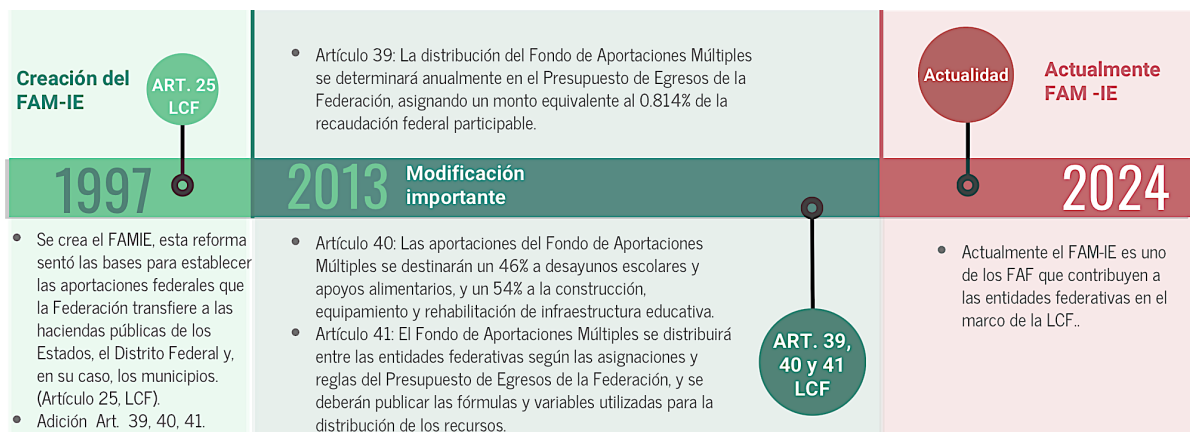 Creación del
FAM-IE
ART. 25
LCF
1997
• Se crea el FAMIE, esta reforma
sentó las bases para establecer
las aportaciones federales que
la Federación transfiere a las
haciendas públicas de los
Estados, el Distrito Federal y,
en su caso, los municipios.
(Artículo 25, LCF).
• Adición Art. 39, 40, 41.
• Artículo 39: La distribución del Fondo de Aportaciones Múltiples
se determinará anualmente en el Presupuesto de Egresos de la
Federación, asignando un monto equivalente al 0.814% de la
recaudación federal participable.
2013
Modificación
importante
• Artículo 40: Las aportaciones del Fondo de Aportaciones
Múltiples se destinarán un 46% a desayunos escolares y
apoyos alimentarios, y un 54% a la construcción,
equipamiento y rehabilitación de infraestructura educativa.
• Artículo 41: El Fondo de Aportaciones Múltiples se distribuirá
entre las entidades federativas según las asignaciones y
reglas del Presupuesto de Egresos de la Federación, y se
deberán publicar las fórmulas y variables utilizadas para la
distribución de los recursos.
ART. 39,
40 y 41
LCF
Actualidad
Actualmente
FAM -IE
2024
• Actualmente el FAM-IE es uno
de los FAF que contribuyen a
las entidades federativas en el
marco de la LCF..